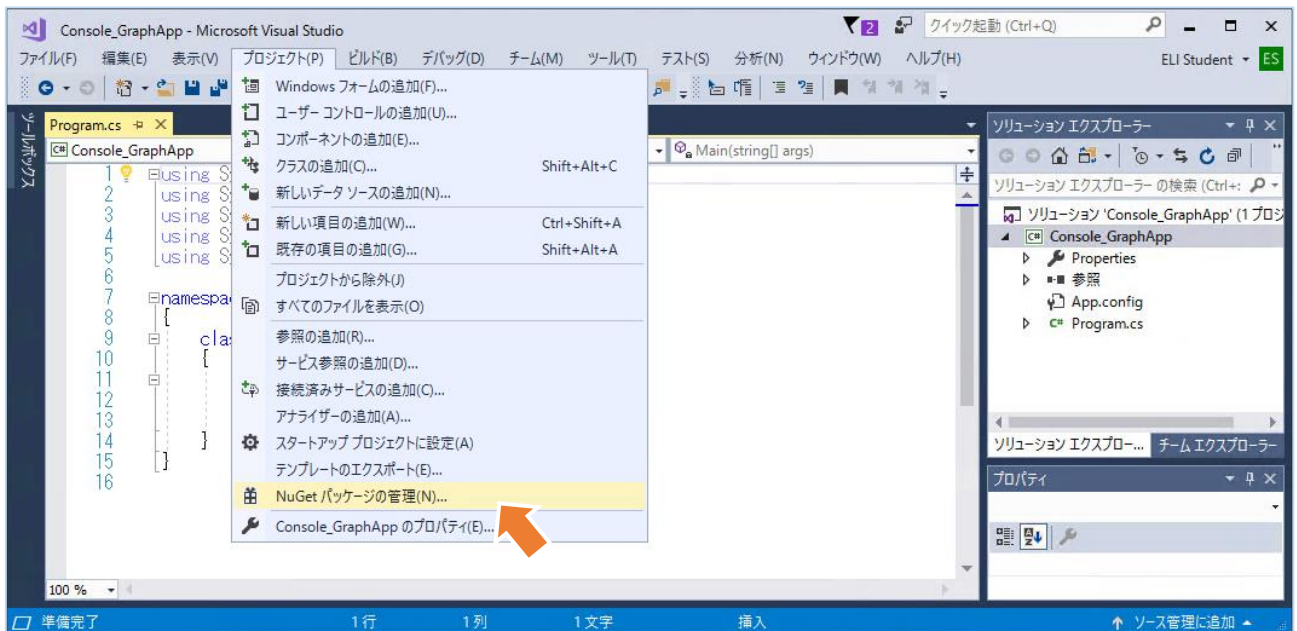 Console_GraphApp - Microsoft Visual Studio
2
クイック起動 (Ctrl+Q)
ファイル(F) 編集(E) 表示(V) プロジェクト(P) ビルド(B) デバッグ(D) チーム(M) ツール(T) テスト(S) 分析(N) ウィンドウ(W) ヘルプ(H)
ELI Student ES
ツールボックス
Program.cs
Console_GraphApp
Main(string[] args)
1 using S
2 using S
3 using S
4 using S
5 using S
6
7 namespa
8 {
9 cla
10 {
11
12
13
14 }
15 }
16
Windows フォームの追加(F)...
ユーザー コントロールの追加(U)...
コンポーネントの追加(E)...
クラスの追加(C)... Shift+Alt+C
新しいデータ ソースの追加(N)...
新しい項目の追加(W)... Ctrl+Shift+A
既存の項目の追加(G)... Shift+Alt+A
プロジェクトから除外(J)
すべてのファイルを表示(O)
参照の追加(R)...
サービス参照の追加(D)...
接続済みサービスの追加(C)...
アナライザーの追加(A)...
スタートアップ プロジェクトに設定(A)
テンプレートのエクスポート(E)...
NuGet パッケージの管理(N)...
Console_GraphApp のプロパティ(E)...
ソリューション エクスプローラー
ソリューション エクスプローラー の検索 (Ctrl+:
ソリューション 'Console_GraphApp' (1 プロジ
C# Console_GraphApp
Properties
参照
App.config
C# Program.cs
ソリューション エクスプロー... チーム エクスプローラー
プロパティ
100 %
準備完了 1 行 1 列 1 文字 挿入 ソース管理に追加